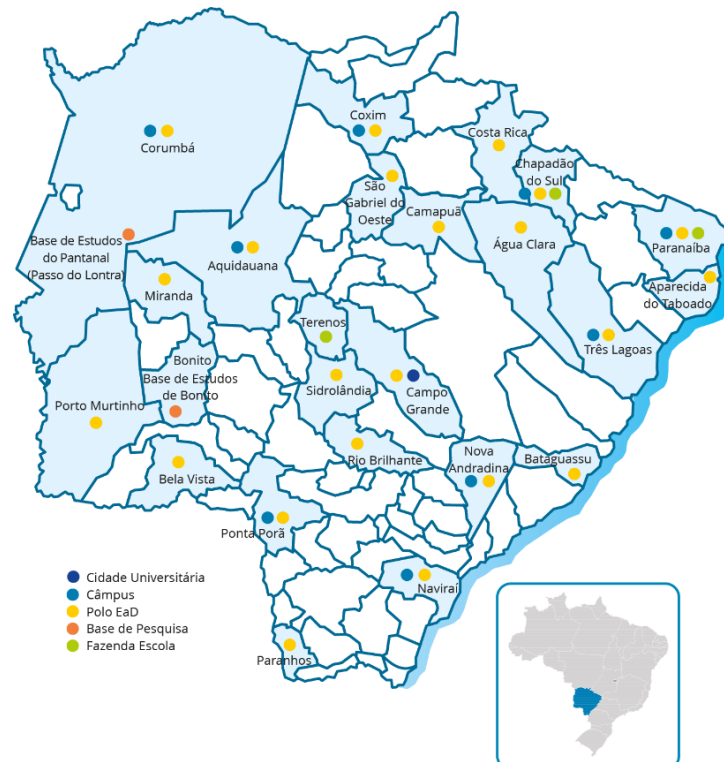 Coxim
Costa Rica
Corumbá
Chapadão
do Sul
São
Gabriel do
Oeste
Camapuã
Base de Estudos
do Pantanal
(Passo do Lontra)
Aquidauana
Água Clara
Paranaíba
Miranda
Aparecida
do Taboado
Terenos
Três Lagoas
Bonito
Base de Estudos
de Bonito
Sidrolândia
Campo
Grande
Porto Murtinho
Rio Brilhante
Nova
Andradina
Bataguassu
Bela Vista
Ponta Porã
Naviraí
Paranhos
Cidade Universitária
Câmpus
Polo EaD
Base de Pesquisa
Fazenda Escola